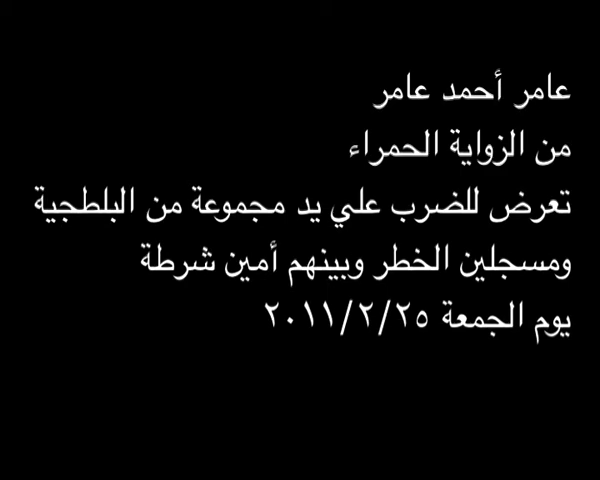 عامر أحمد عامر
من الزواية الحمراء
تعرض للضرب علي يد مجموعة من البلطجية
ومسجلين الخطر وبينهم أمين شرطة
يوم الجمعة ٢٠١١/٢/٢٥